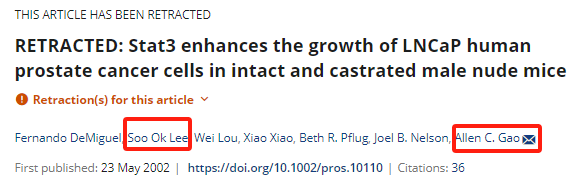 THIS ARTICLE HAS BEEN RETRACTED
RETRACTED: Stat3 enhances the growth of LNCaP human
prostate cancer cells in intact and castrated male nude mice
Retraction(s) for this article
Fernando DeMiguel, Soo Ok Lee, Wei Lou, Xiao Xiao, Beth R. Pflug, Joel B. Nelson, Allen C. Gao
First published: 23 May 2002 | https://doi.org/10.1002/pros.10110 | Citations: 36